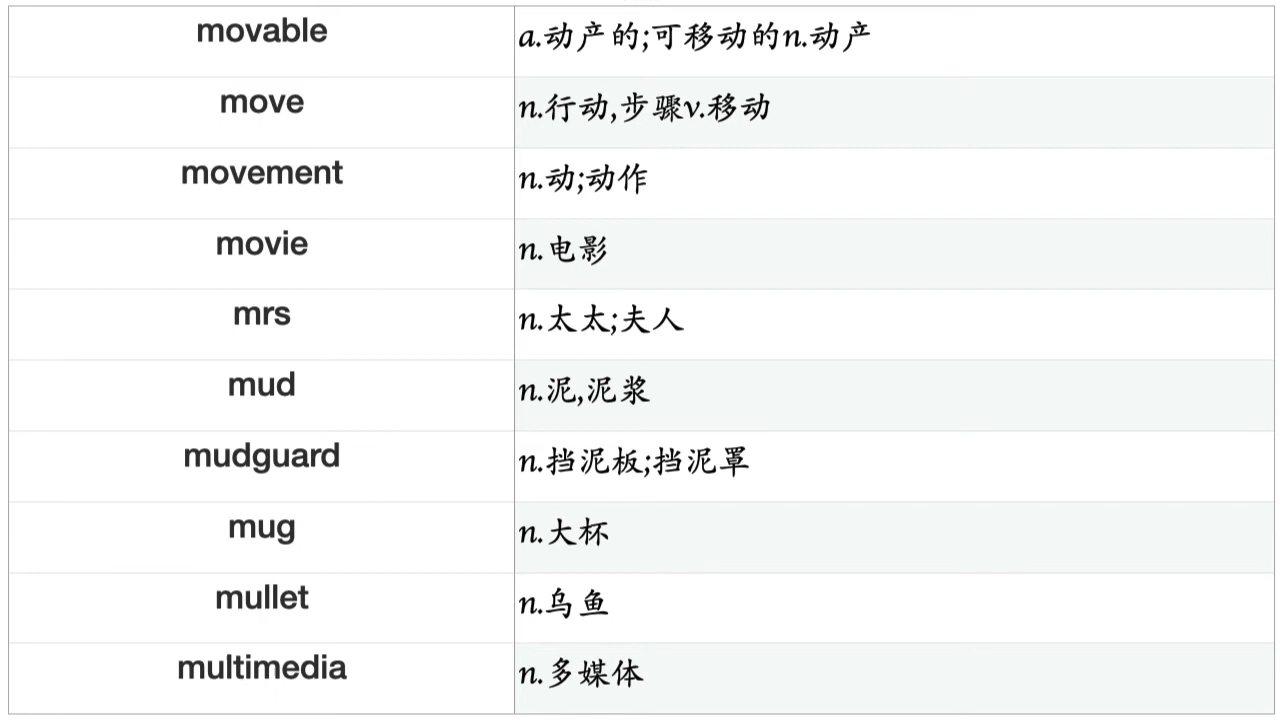 movable a.动产的;可移动的n.动产
move n.行动,步骤v.移动
movement n.动;动作
movie n.电影
mrs n.太太;夫人
mud n.泥,泥浆
mudguard n.挡泥板;挡泥罩
mug n.大杯
mullet n.乌鱼
multimedia n.多媒体